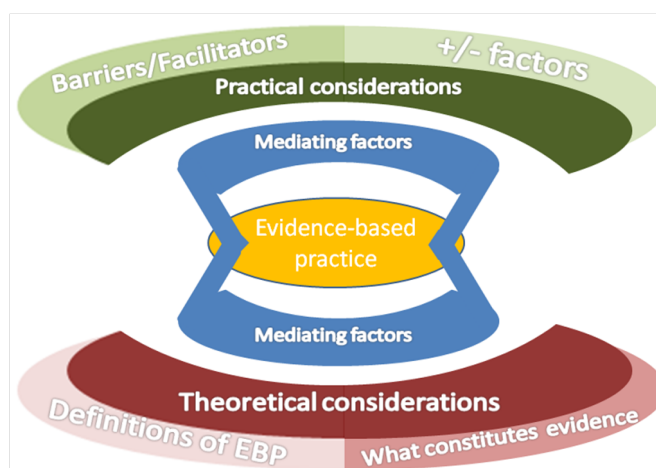 Barriers/Facilitators
+/- factors
Practical considerations
Mediating factors
Evidence-based
practice
Mediating factors
Theoretical considerations
Definitions of EBP
What constitutes evidence